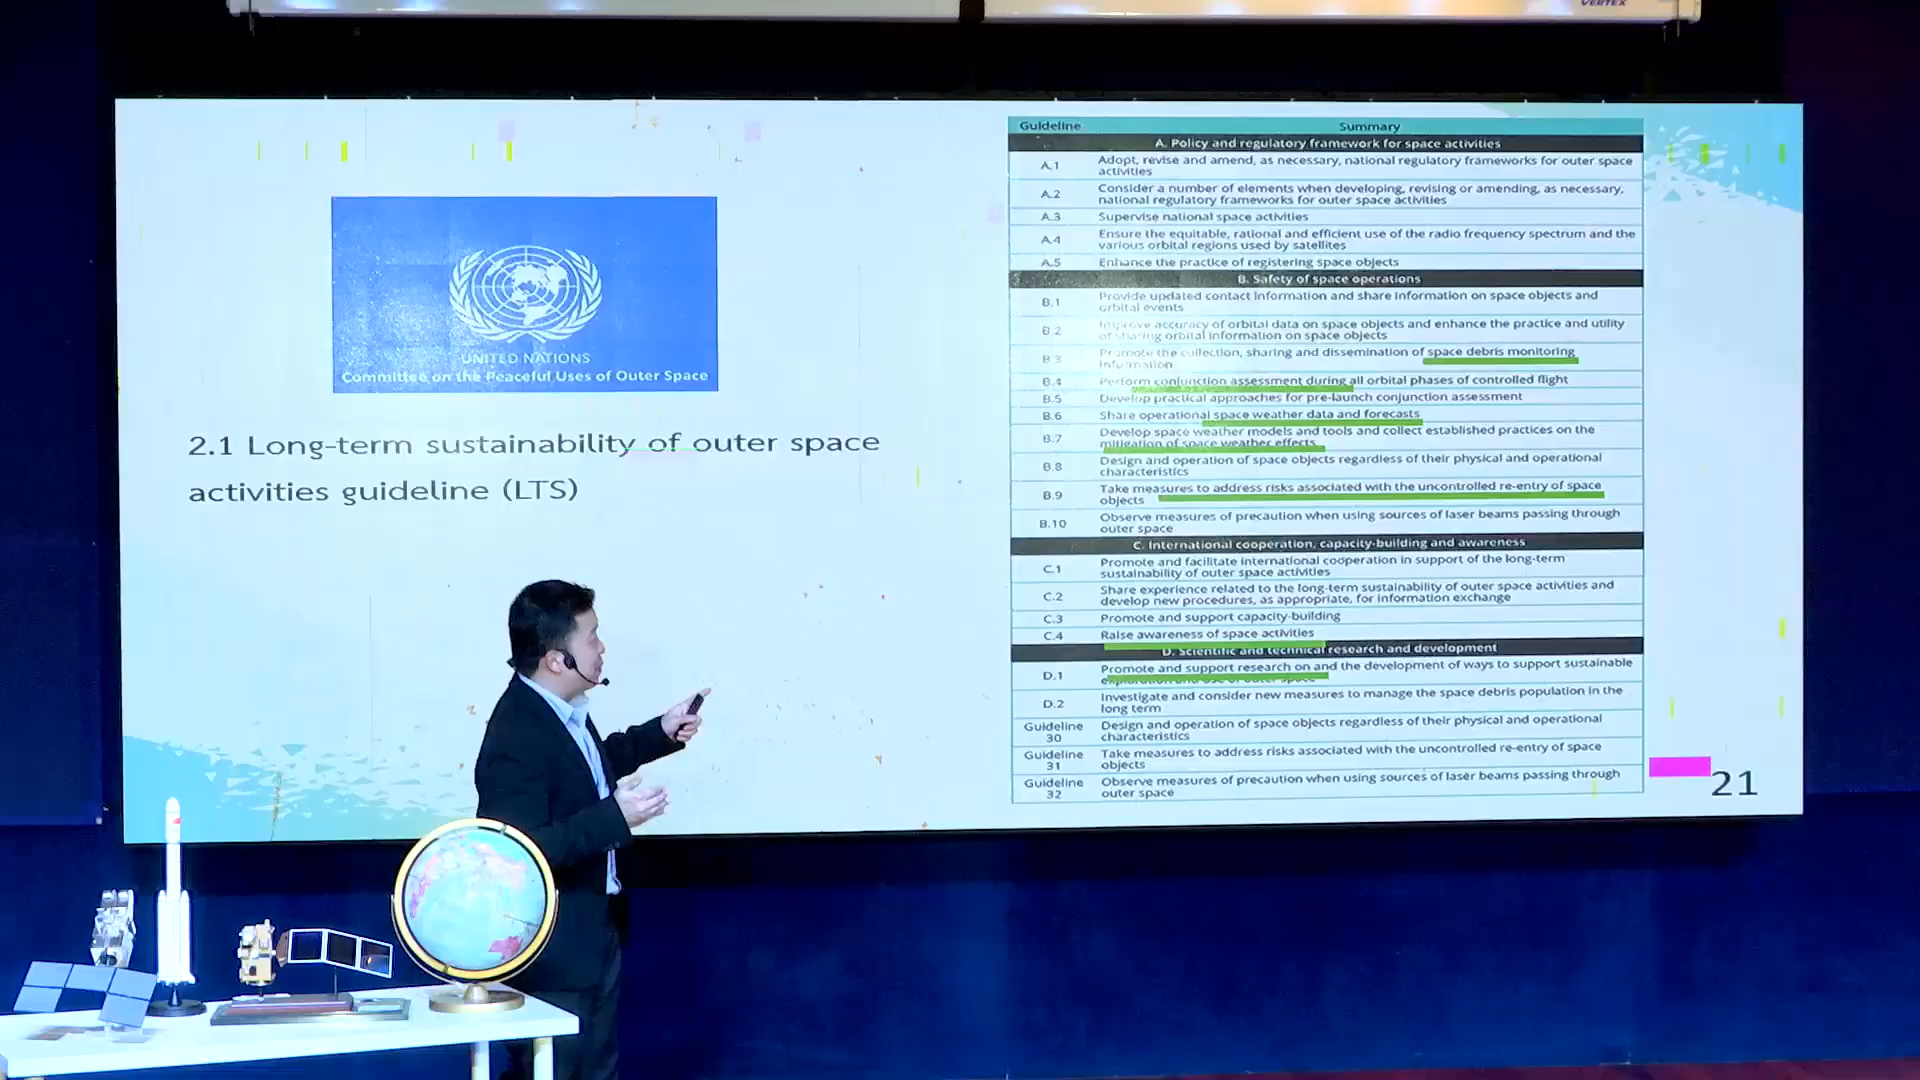 VERTEX
UNITED NATIONS
Committee on the Peaceful Uses of Outer Space
2.1 Long-term sustainability of outer space
activities guideline (LTS)
Guideline Summary
A. Policy and regulatory framework for space activities
A.1 Adopt, revise and amend, as necessary, national regulatory frameworks for outer space
activities
A.2 Consider a number of elements when developing, revising or amending, as necessary,
national regulatory frameworks for outer space activities
A.3 Supervise national space activities
A.4 Ensure the equitable, rational and efficient use of the radio frequency spectrum and the
various orbital regions used by satellites
A.5 Enhance the practice of registering space objects
B. Safety of space operations
B.1 Provide updated contact information and share information on space objects and
orbital events
B.2 Improve accuracy of orbital data on space objects and enhance the practice and utility
of sharing orbital information on space objects
B.3 Promote the collection, sharing and dissemination of space debris monitoring
information
B.4 Perform conjunction assessment during all orbital phases of controlled flight
B.5 Develop practical approaches for pre-launch conjunction assessment
B.6 Share operational space weather data and forecasts
B.7 Develop space weather models and tools and collect established practices on the
mitigation of space weather effects
B.8 Design and operation of space objects regardless of their physical and operational
characteristics
B.9 Take measures to address risks associated with the uncontrolled re-entry of space
objects
B.10 Observe measures of precaution when using sources of laser beams passing through
outer space
C. International cooperation, capacity-building and awareness
C.1 Promote and facilitate international cooperation in support of the long-term
sustainability of outer space activities
C.2 Share experience related to the long-term sustainability of outer space activities and
develop new procedures, as appropriate, for information exchange
C.3 Promote and support capacity-building
C.4 Raise awareness of space activities
D. Scientific and technical research and development
D.1 Promote and support research on and the development of ways to support sustainable
exploration and use of outer space
D.2 Investigate and consider new measures to manage the space debris population in the
long term
Guideline 30 Design and operation of space objects regardless of their physical and operational
characteristics
Guideline 31 Take measures to address risks associated with the uncontrolled re-entry of space
objects
Guideline 32 Observe measures of precaution when using sources of laser beams passing through
outer space
21